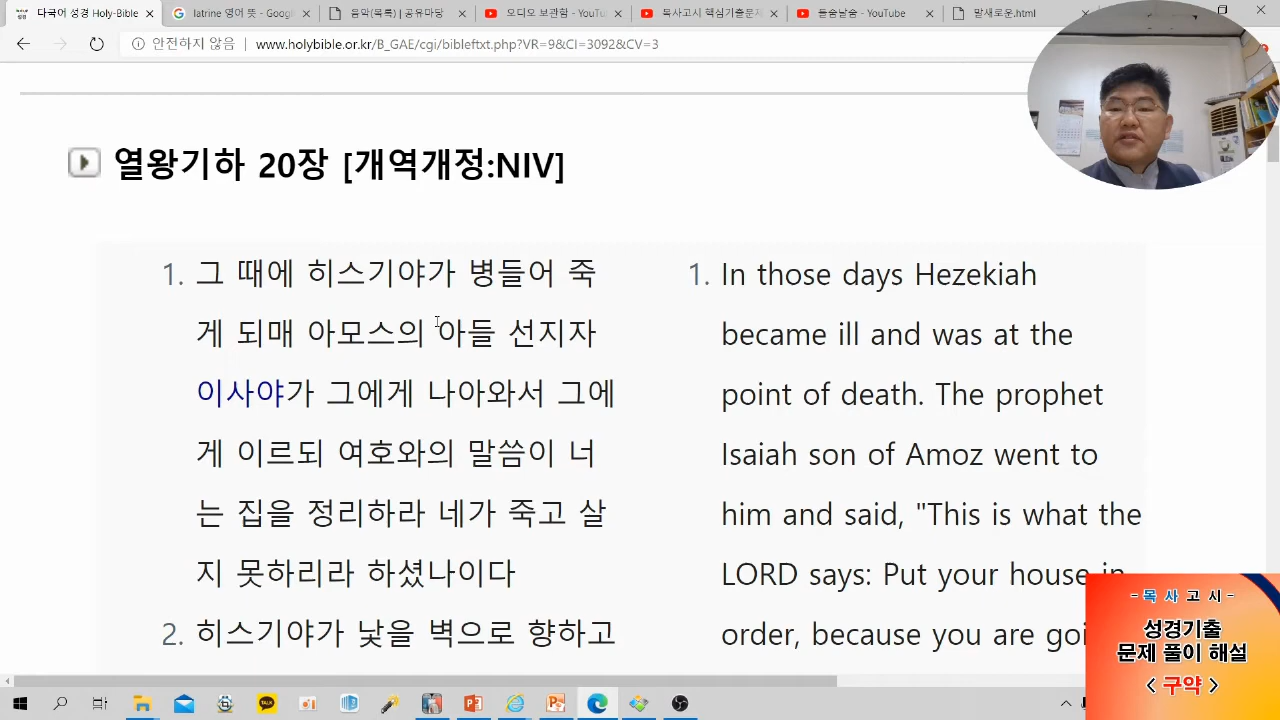 다국어 성경 Holy-Bible
latrine 영어 뜻 - Goog
음악(목록) | 공유마당
오디오 보관함 - YouTu
목사고시 핵심기출문
들숨날숨 - YouTube
말새로운.html
안전하지 않음
www.holybible.or.kr/B_GAE/cgi/bibleftxt.php?VR=9&CI=3092&CV=3
열왕기하 20장 [개역개정:NIV]
1. 그 때에 히스기야가 병들어 죽
게 되매 아모스의 아들 선지자
이사야가 그에게 나아와서 그에
게 이르되 여호와의 말씀이 너
는 집을 정리하라 네가 죽고 살
지 못하리라 하셨나이다
2. 히스기야가 낯을 벽으로 향하고
1. In those days Hezekiah
became ill and was at the
point of death. The prophet
Isaiah son of Amoz went to
him and said, "This is what the
LORD says: Put your house in
order, because you are goi
- 목 사 고 시 -
성경기출
문제 풀이 해설
< 구약 >